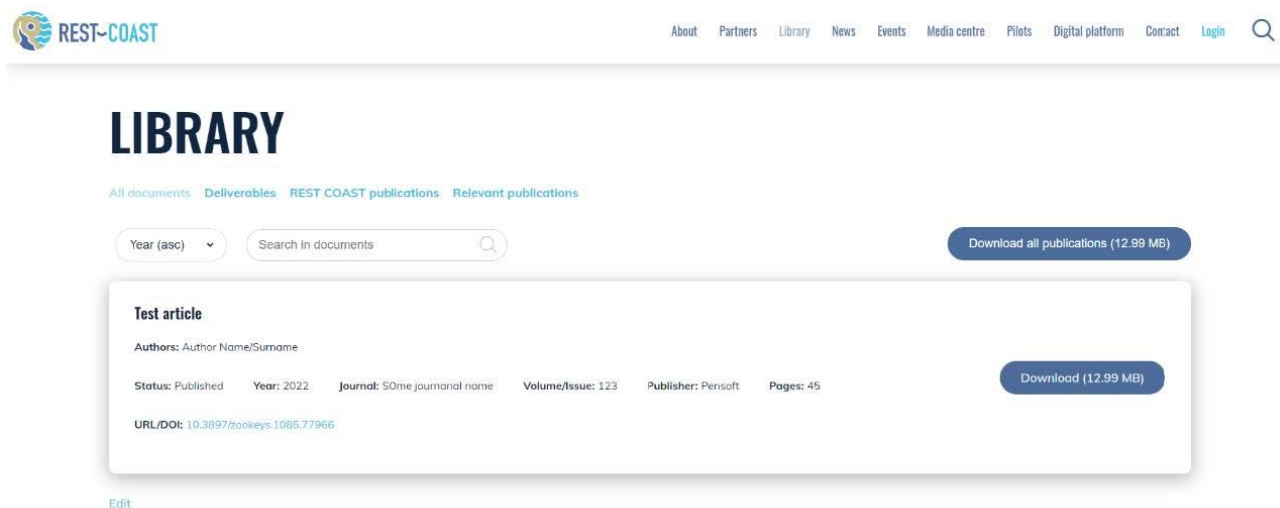 REST~COAST
About Partners Library News Events Media centre Pilots Digital platform Contact Login
LIBRARY
All documents Deliverables REST COAST publications Relevant publications
Year (asc) Search in documents Download all publications (12.99 MB)
Test article
Authors: Author Name/Surname
Status: Published Year: 2022 Journal: SOme journanal name Volume/Issue: 123 Publisher: Pensoft Pages: 45
Download (12.99 MB)
URL/DOI: 10.3897/zookeys.1085.77966
Edit